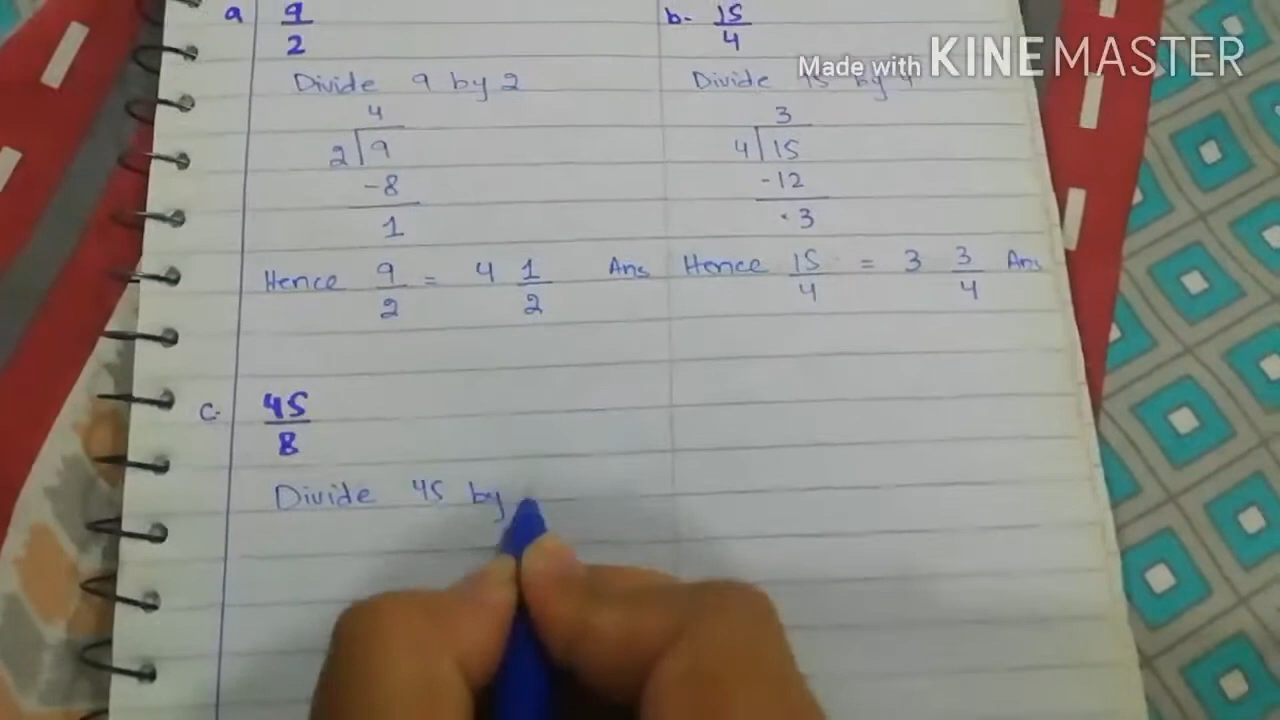 a 9/2
Divide 9 by 2
4
2 9
-8
1
Hence 9/2 = 4 1/2 Ans
b- 15/4
Made with KINEMASTER
Divide 15 by 4
3
4 15
-12
3
Hence 15/4 = 3 3/4 Ans
c. 45/8
Divide 45 by